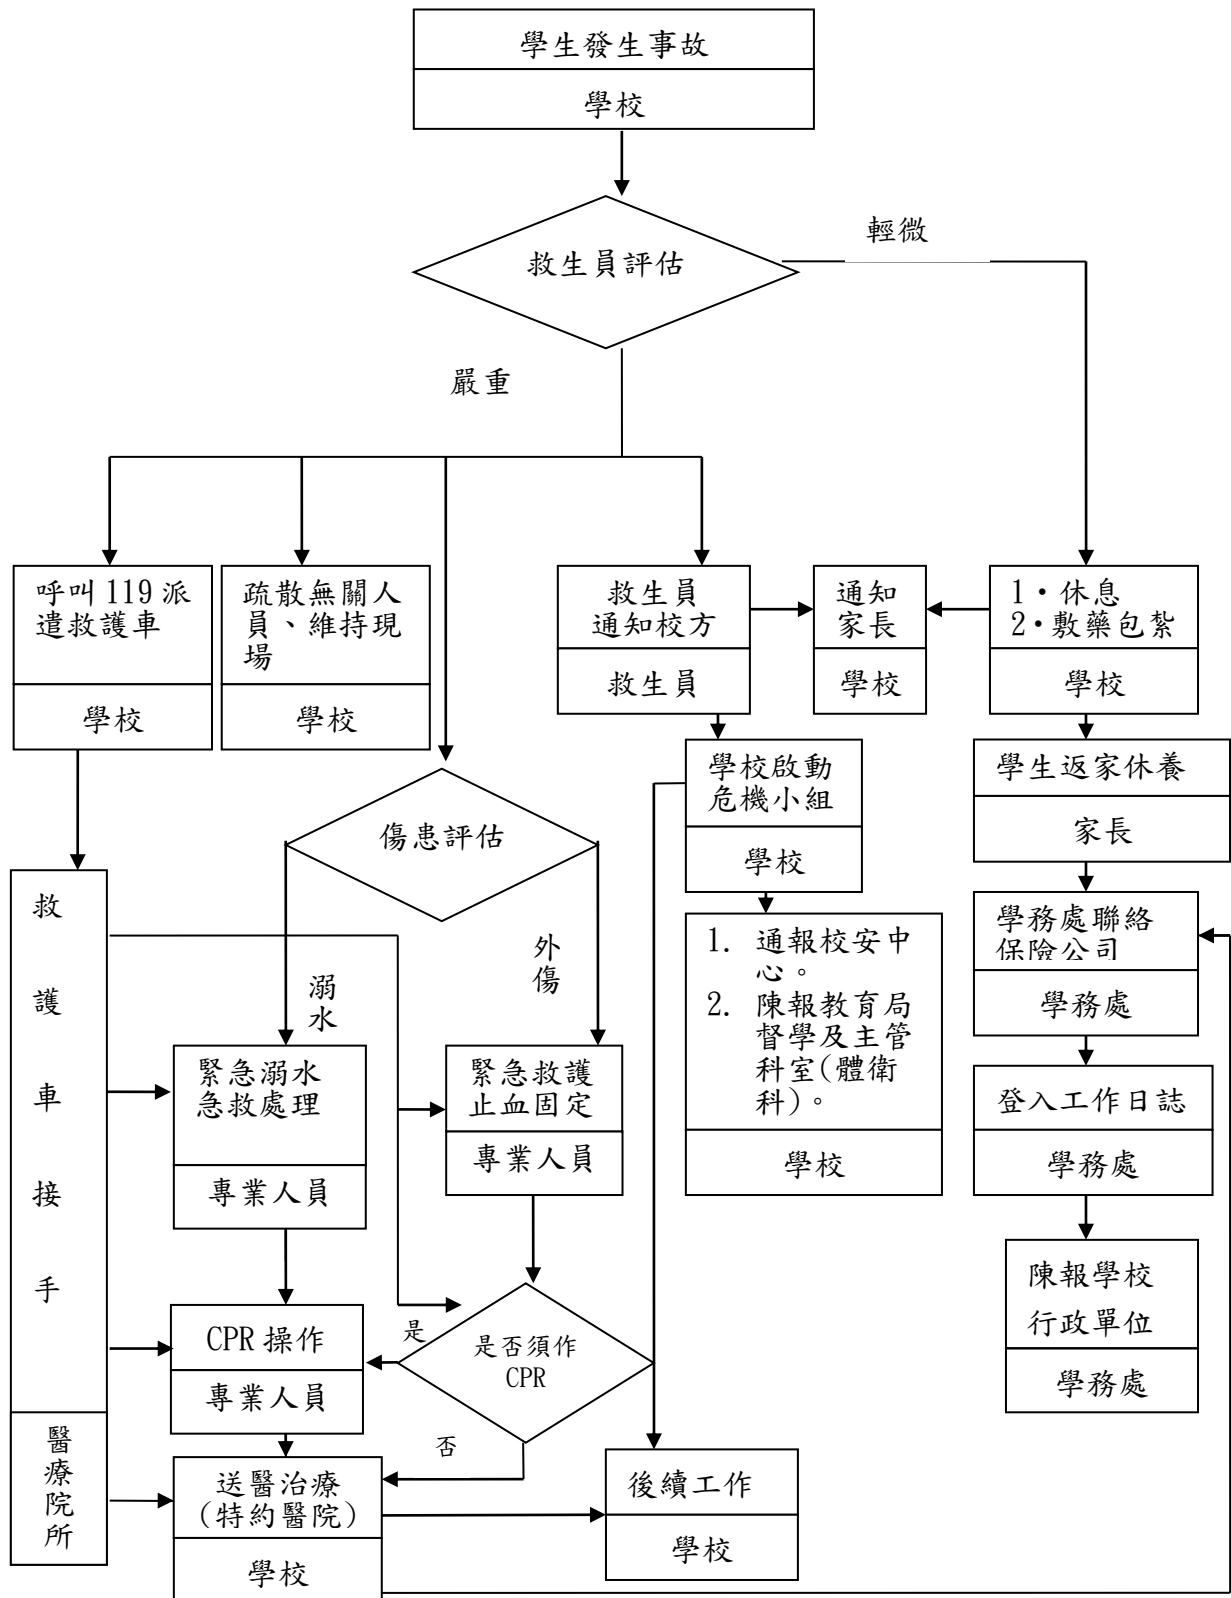 學生發生事故
學校
輕微
救生員評估
嚴重
呼叫119派
遣救護車
學校
疏散無關人
員、維持現
場
學校
救生員
通知校方
救生員
通知
家長
學校
1・休息
2・敷藥包紮
學校
學校啟動
危機小組
學校
學生返家休養
家長
傷患評估
溺水
外傷
救護車接手
醫療院所
1. 通報校安中
心。
2. 陳報教育局
督學及主管
科室(體衛
科)。
學校
學務處聯絡
保險公司
學務處
緊急溺水
急救處理
專業人員
緊急救護
止血固定
專業人員
登入工作日誌
學務處
陳報學校
行政單位
學務處
CPR操作
專業人員
是
是否須作
CPR
否
送醫治療
(特約醫院)
學校
後續工作
學校